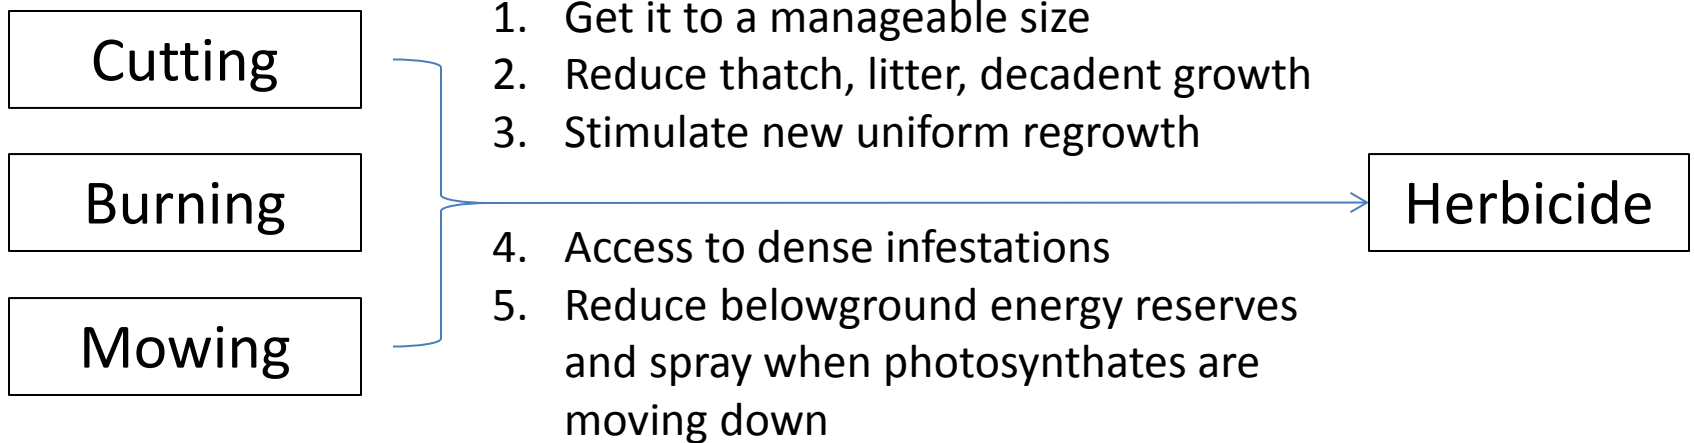 Cutting
Burning
Mowing
1. Get it to a manageable size
2. Reduce thatch, litter, decadent growth
3. Stimulate new uniform regrowth
4. Access to dense infestations
5. Reduce belowground energy reserves
and spray when photosynthates are
moving down
Herbicide